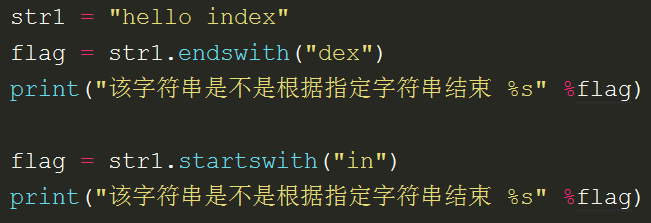 str1 = "hello index"
flag = str1.endswith("dex")
print("该字符串是不是根据指定字符串结束 %s" %flag)
flag = str1.startswith("in")
print("该字符串是不是根据指定字符串结束 %s" %flag)